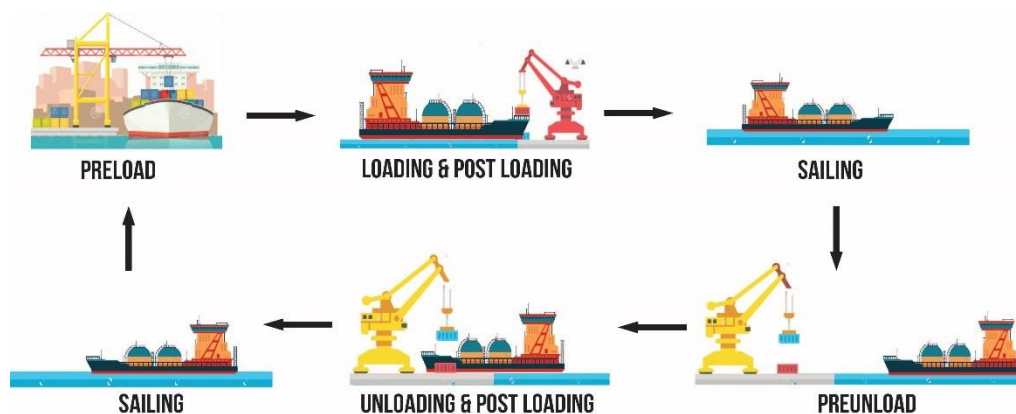 PRELOAD
LOADING & POST LOADING
SAILING
SAILING
UNLOADING & POST LOADING
PREUNLOAD